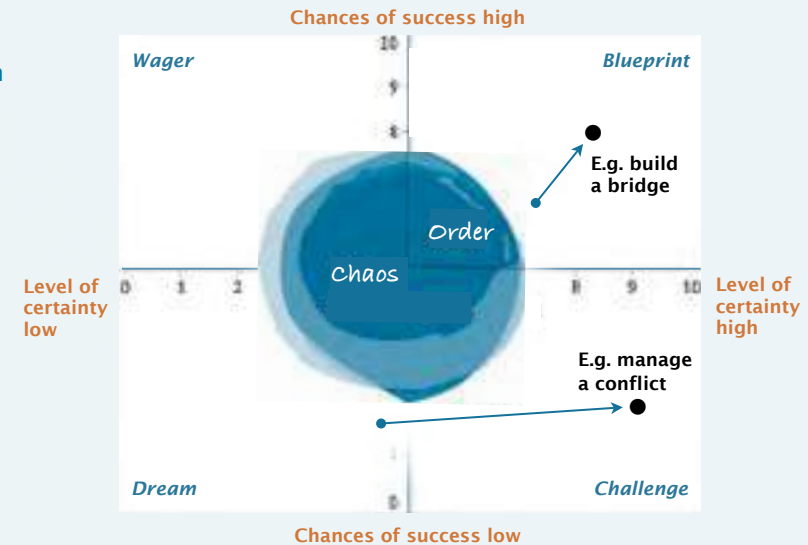 Chances of success high
Wager
Blueprint
10
9
8
E.g. build
a bridge
Order
Chaos
Level of
certainty
low
0 1 2 8 9 10
Level of
certainty
high
E.g. manage
a conflict
1
0
Dream
Challenge
Chances of success low